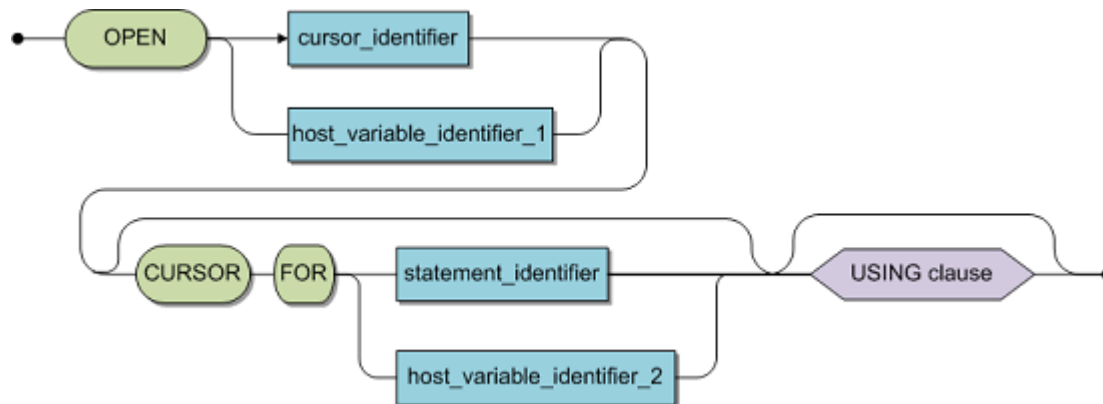 OPEN
cursor_identifier
host_variable_identifier_1
CURSOR FOR statement_identifier USING clause
host_variable_identifier_2